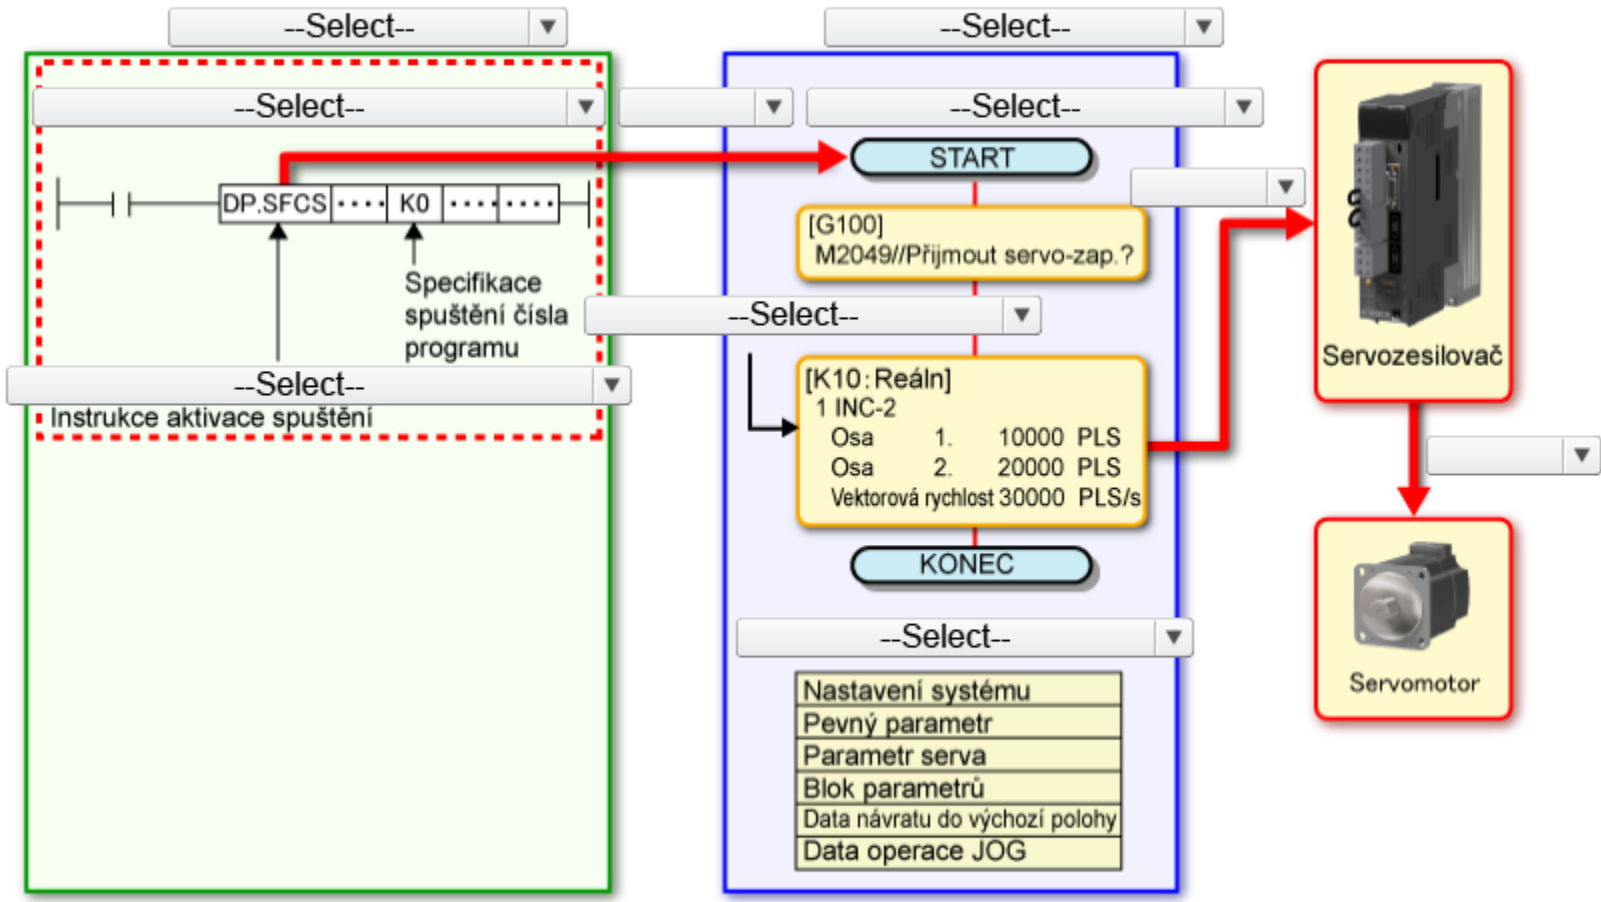 --Select--
--Select--
--Select--
--Select--
START
DP.SFCS
K0
[G100]
M2049//Přijmout servo-zap.?
Specifikace
spuštění čísla
programu
--Select--
Servozesilovač
--Select--
Instrukce aktivace spuštění
[K10:Reáln]
1 INC-2
Osa 1. 10000 PLS
Osa 2. 20000 PLS
Vektorová rychlost 30000 PLS/s
KONEC
--Select--
Servomotor
Nastavení systému
Pevný parametr
Parametr serva
Blok parametrů
Data návratu do výchozí polohy
Data operace JOG